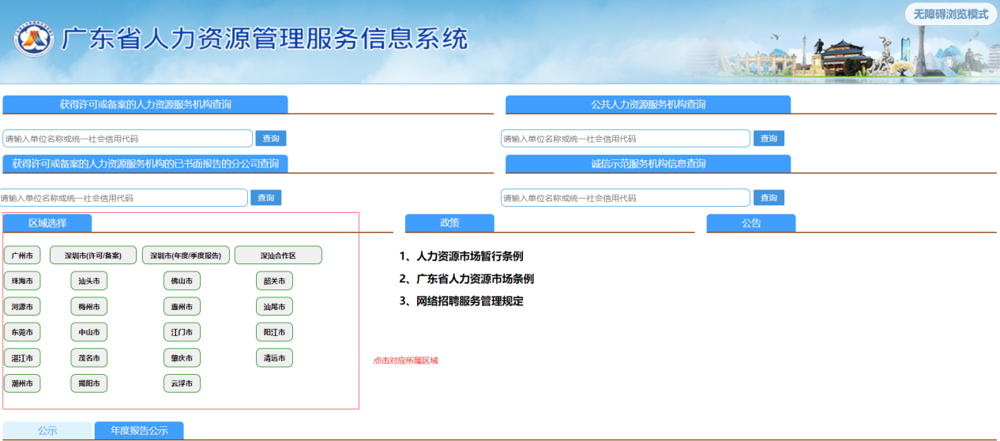 无障碍浏览模式
广东省人力资源管理服务信息系统
获得许可或备案的人力资源服务机构查询
公共人力资源服务机构查询
请输入单位名称或统一社会信用代码 查询
请输入单位名称或统一社会信用代码 查询
获得许可或备案的人力资源服务机构的已书面报告的分公司查询
诚信示范服务机构信息查询
请输入单位名称或统一社会信用代码 查询
请输入单位名称或统一社会信用代码 查询
区域选择
政策
公告
广州市 深圳市(许可/备案) 深圳市(年度/季度报告) 深汕合作区
珠海市 汕头市 佛山市 韶关市
河源市 梅州市 惠州市 汕尾市
东莞市 中山市 江门市 阳江市
湛江市 茂名市 肇庆市 清远市
潮州市 揭阳市 云浮市
1、人力资源市场暂行条例
2、广东省人力资源市场条例
3、网络招聘服务管理规定
点击对应所属区域
公示 年度报告公示